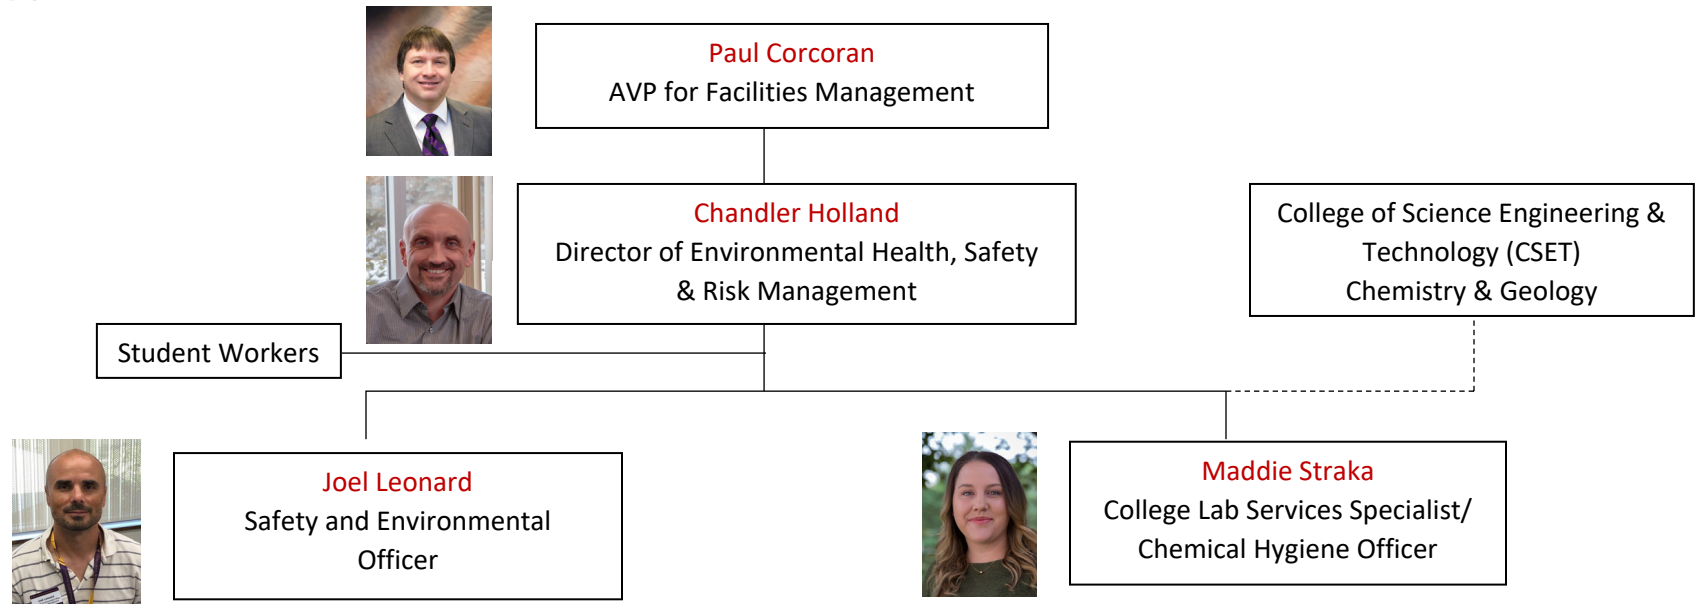 Paul Corcoran
AVP for Facilities Management
Chandler Holland
Director of Environmental Health, Safety
& Risk Management
College of Science Engineering &
Technology (CSET)
Chemistry & Geology
Student Workers
Joel Leonard
Safety and Environmental
Officer
Maddie Straka
College Lab Services Specialist/
Chemical Hygiene Officer